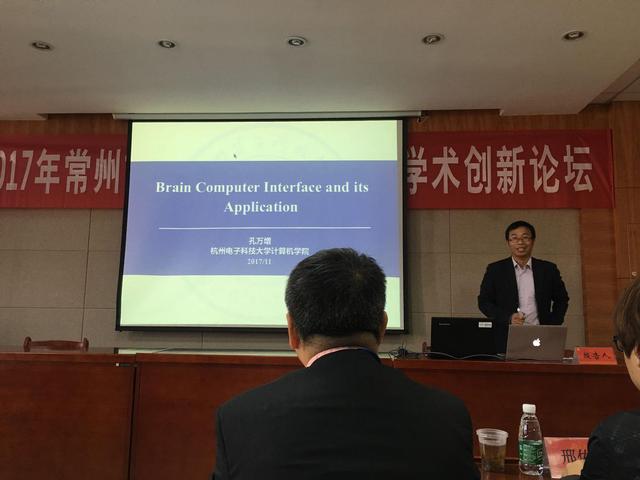 2017年常州
学术创新论坛
Brain Computer Interface and its
Application
孔万增
杭州电子科技大学计算机学院
2017/11
报告人
邢